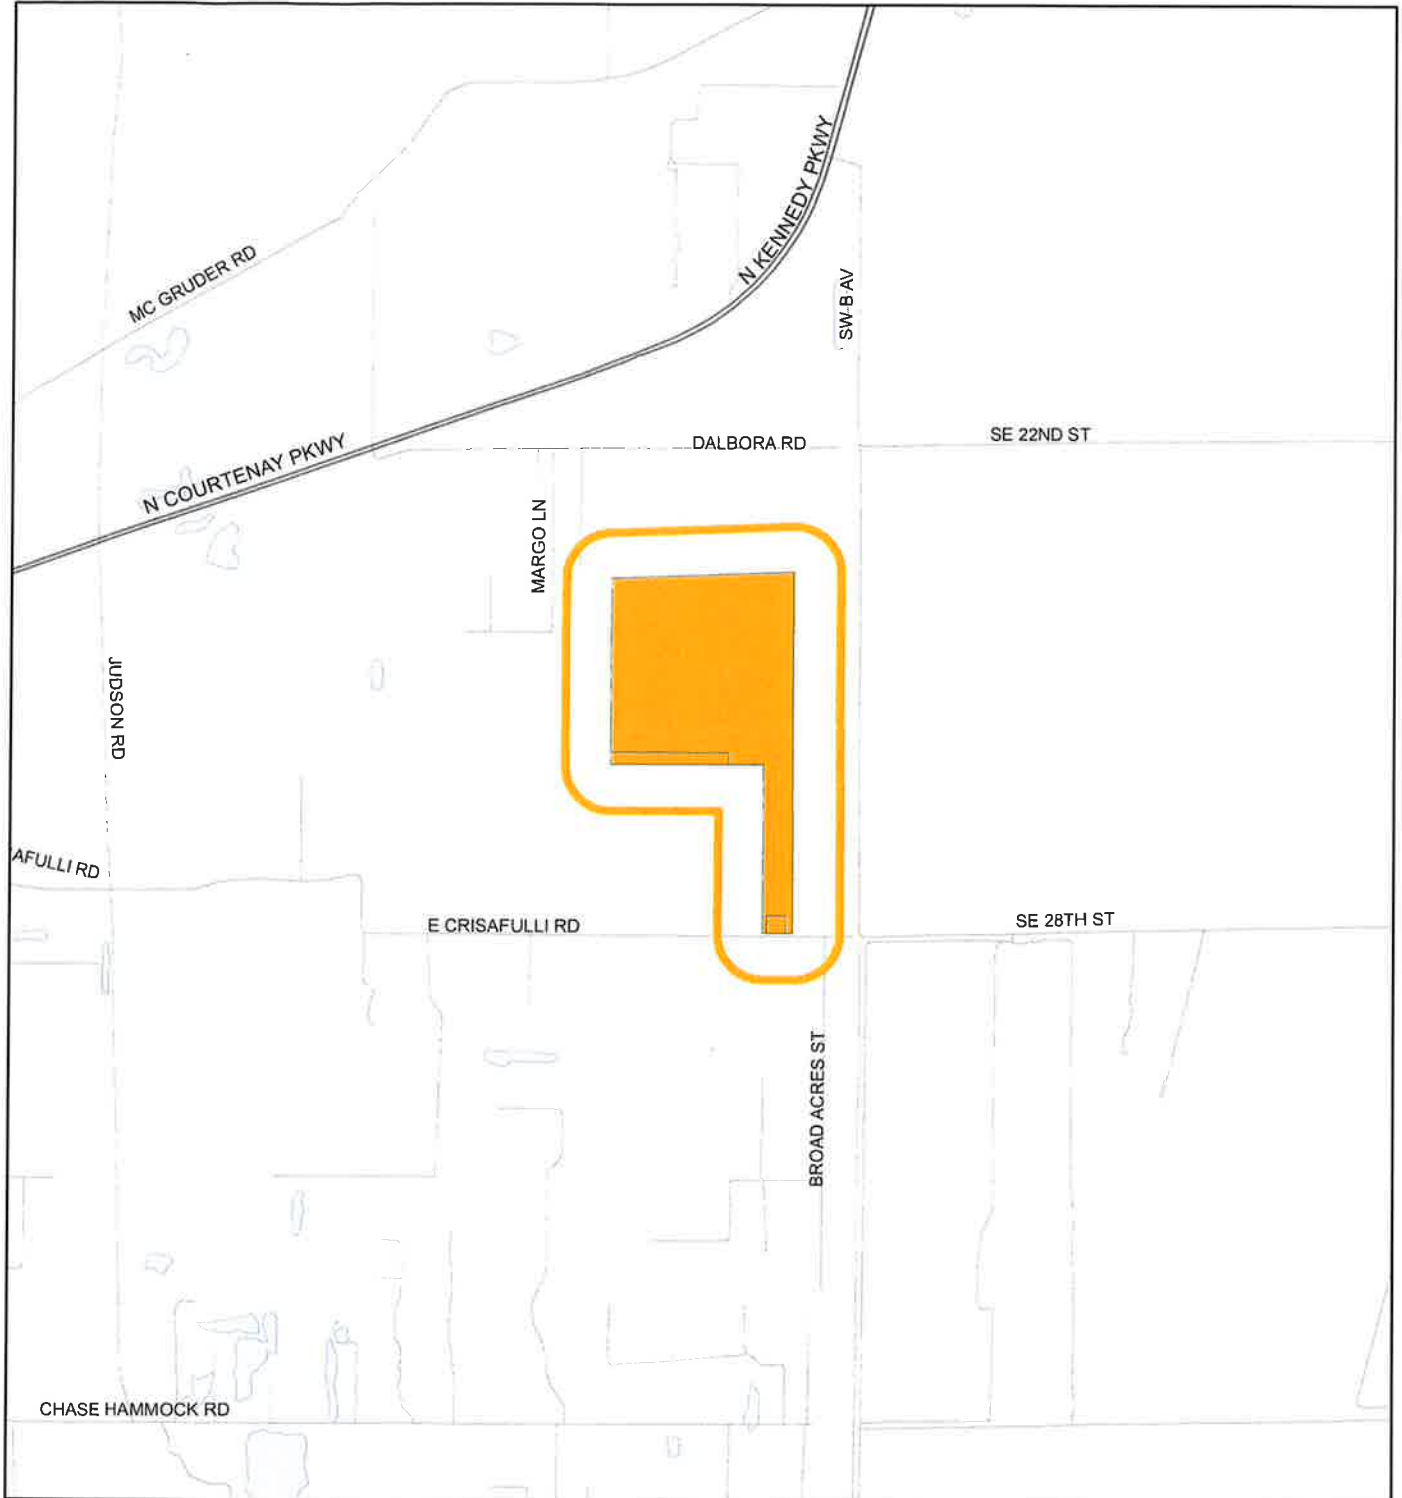 N KENNEDY PKWY
MC GRUDER RD
SW B AV
SE 22ND ST
DALBORA RD
N COURTENAY PKWY
MARGO LN
JUDSON RD
AFULLI RD
E CRISAFULLI RD
SE 28TH ST
BROAD ACRES ST
CHASE HAMMOCK RD